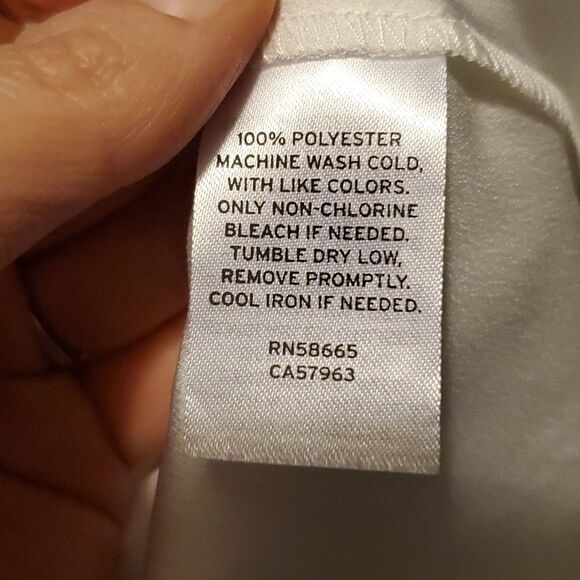 100% POLYESTER
MACHINE WASH COLD,
WITH LIKE COLORS.
ONLY NON-CHLORINE
BLEACH IF NEEDED.
TUMBLE DRY LOW,
REMOVE PROMPTLY.
COOL IRON IF NEEDED.
RN58665
CA57963